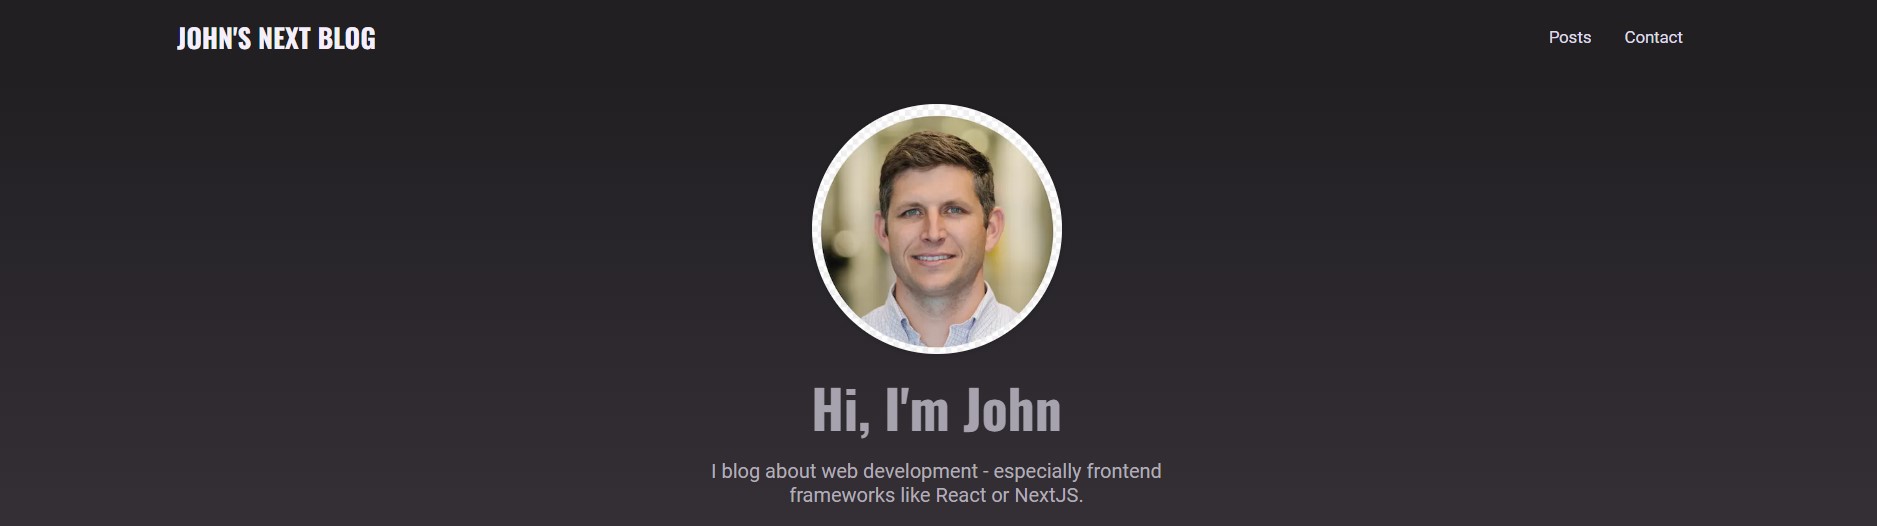 JOHN'S NEXT BLOG
Posts
Contact
Hi, I'm John
I blog about web development - especially frontend
frameworks like React or NextJS.